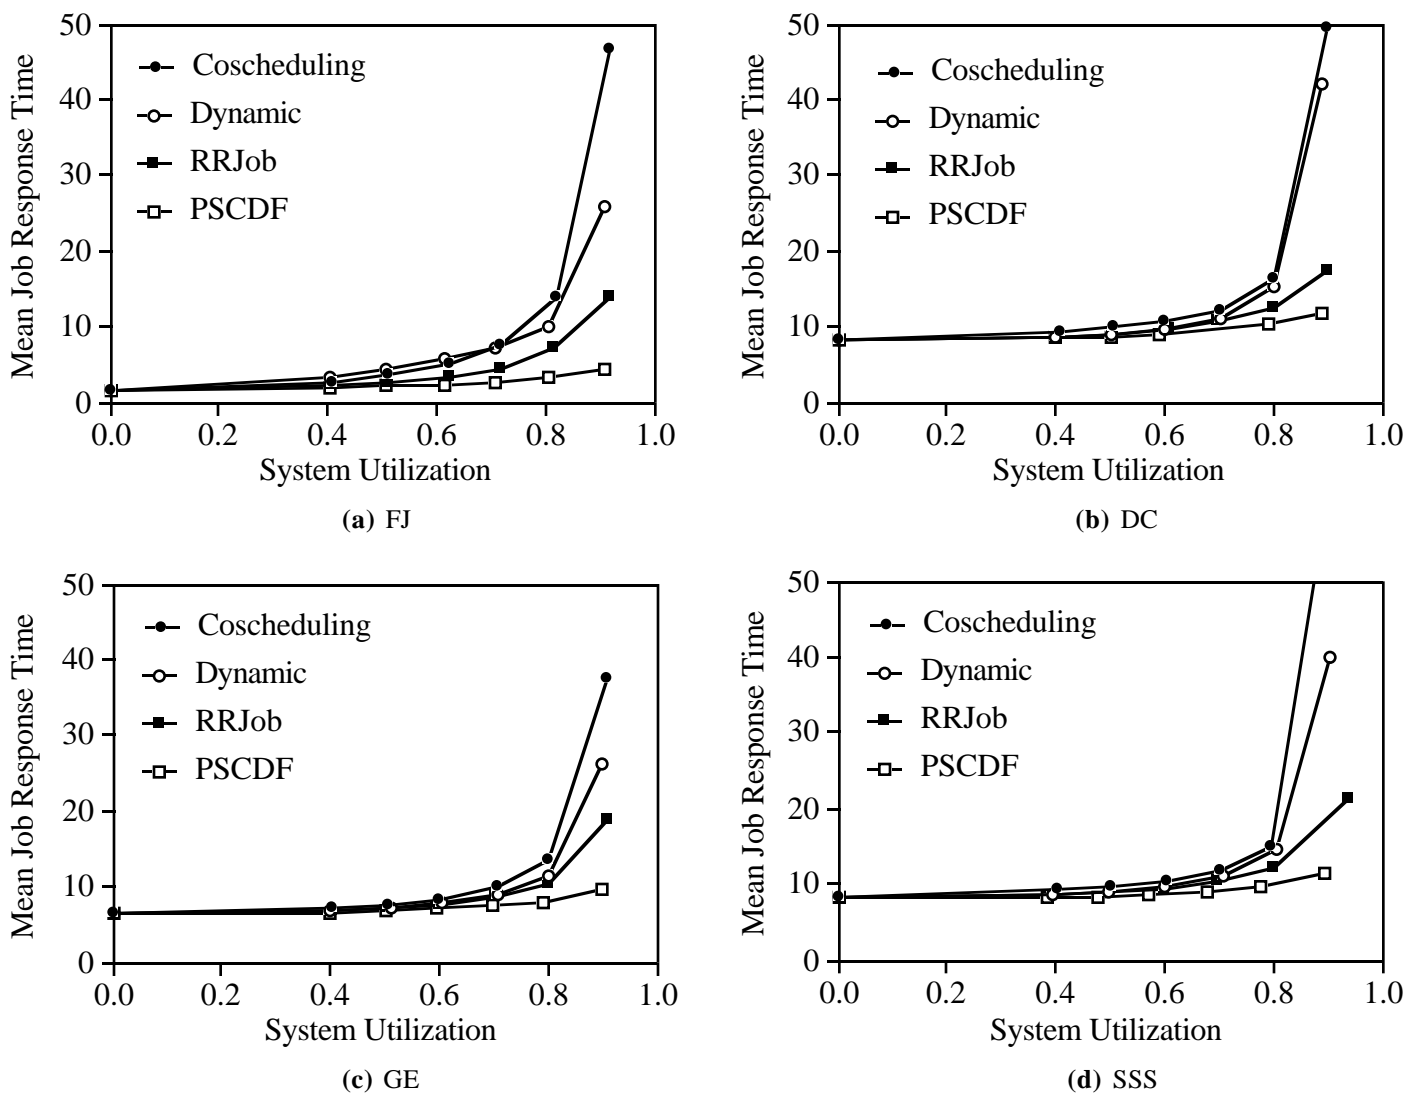 50
40
30
20
10
0
Mean Job Response Time
Coscheduling
Dynamic
RRJob
PSCDF
0.0 0.2 0.4 0.6 0.8 1.0
System Utilization
(a) FJ
50
40
30
20
10
0
Mean Job Response Time
Coscheduling
Dynamic
RRJob
PSCDF
0.0 0.2 0.4 0.6 0.8 1.0
System Utilization
(b) DC
50
40
30
20
10
0
Mean Job Response Time
Coscheduling
Dynamic
RRJob
PSCDF
0.0 0.2 0.4 0.6 0.8 1.0
System Utilization
(c) GE
50
40
30
20
10
0
Mean Job Response Time
Coscheduling
Dynamic
RRJob
PSCDF
0.0 0.2 0.4 0.6 0.8 1.0
System Utilization
(d) SSS